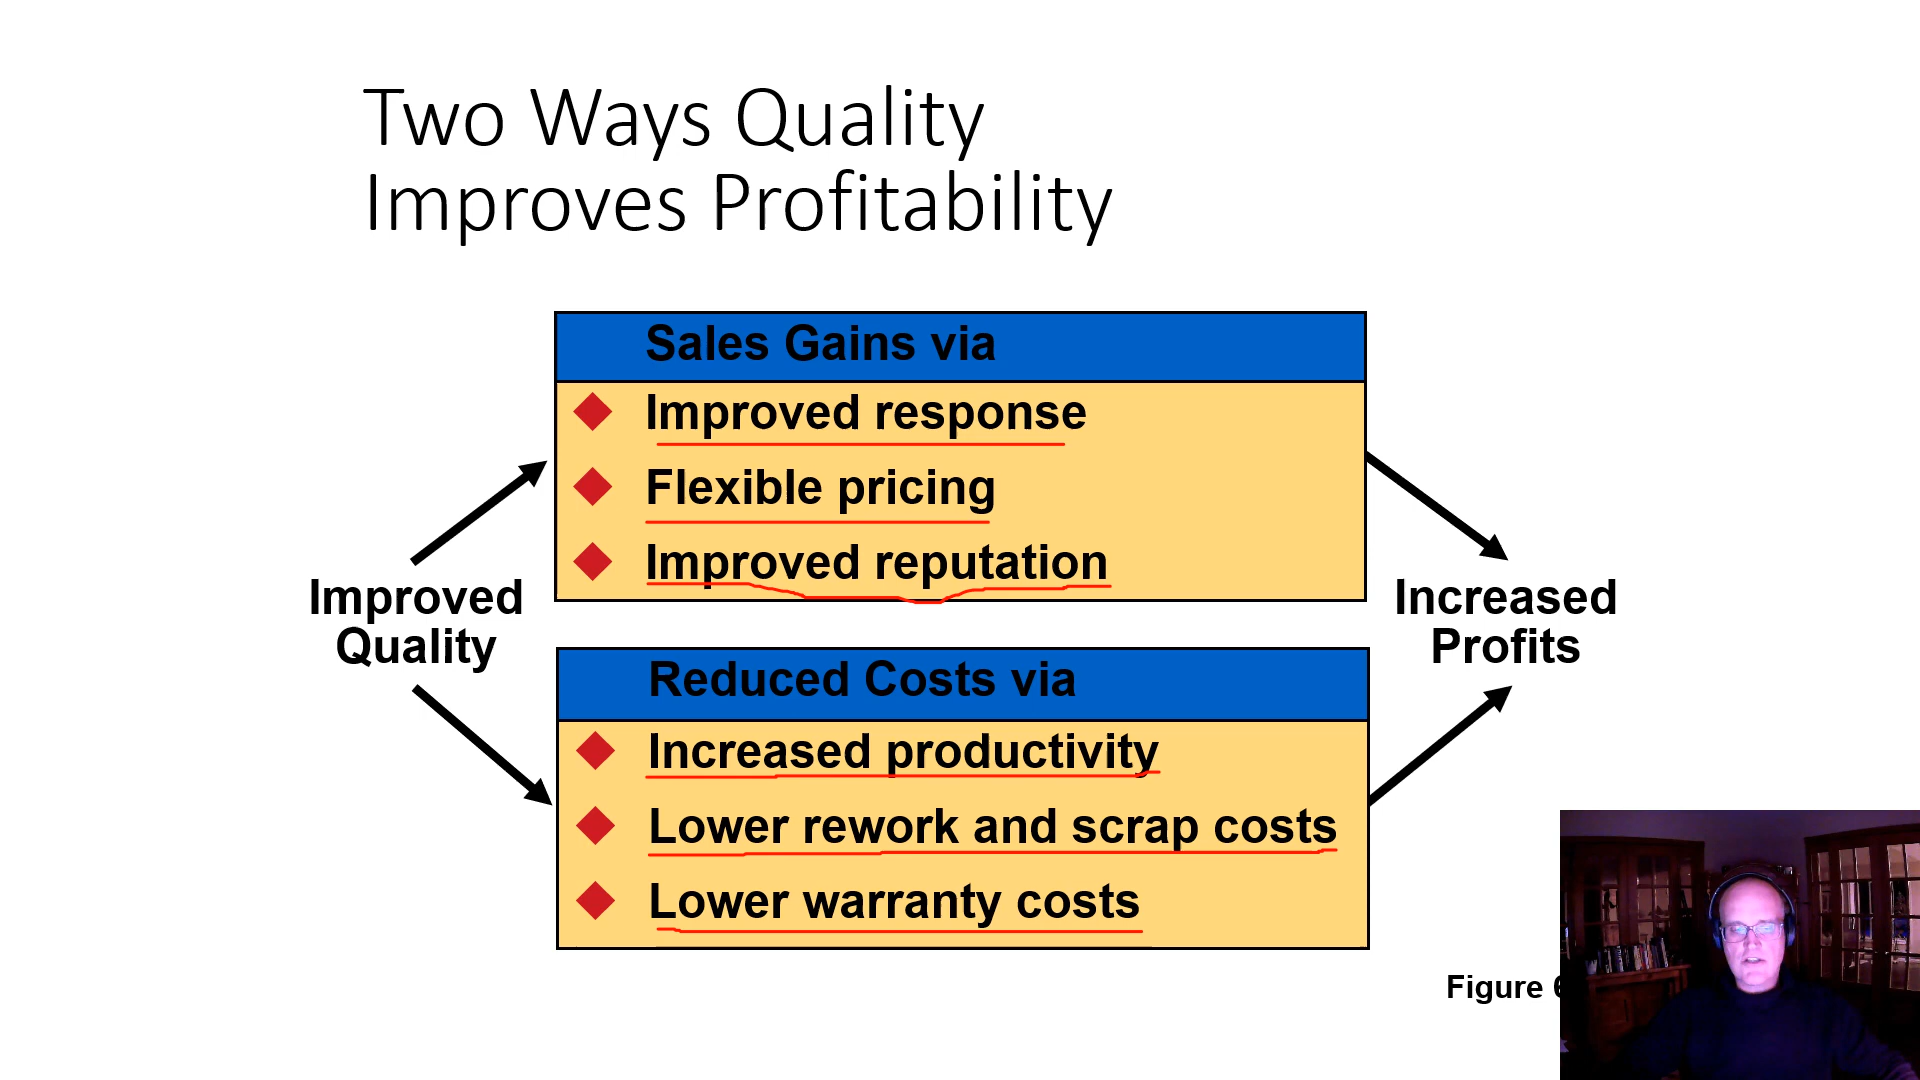 Two Ways Quality
Improves Profitability
Sales Gains via
Improved response
Flexible pricing
Improved reputation
Improved
Quality
Increased
Profits
Reduced Costs via
Increased productivity
Lower rework and scrap costs
Lower warranty costs
Figure